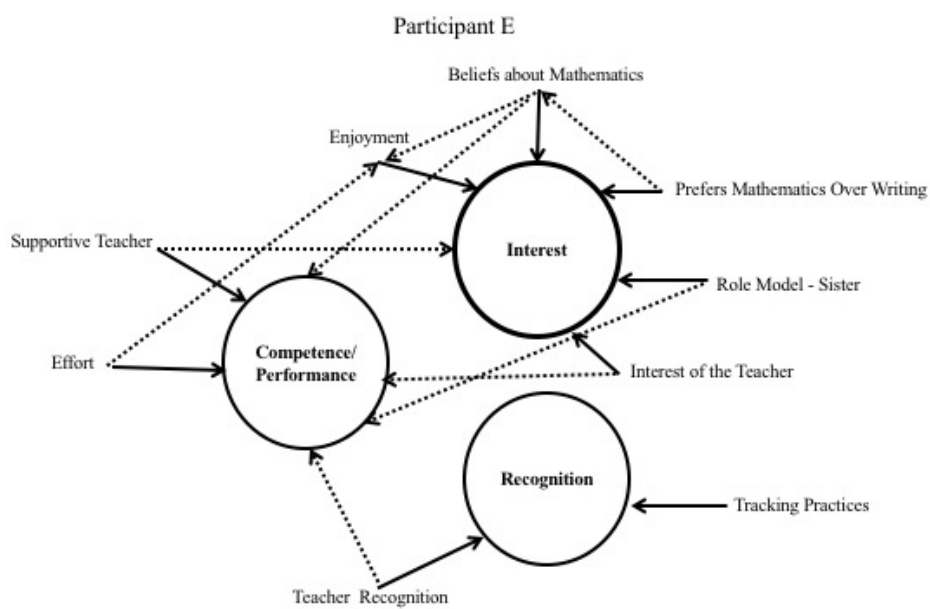 Participant E
Beliefs about Mathematics
Enjoyment
Prefers Mathematics Over Writing
Supportive Teacher
Interest
Role Model - Sister
Competence/
Performance
Effort
Interest of the Teacher
Recognition
Tracking Practices
Teacher Recognition